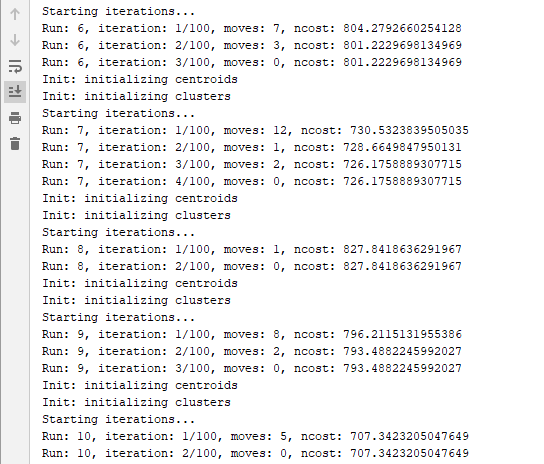 Starting iterations...
Run: 6, iteration: 1/100, moves: 7, ncost: 804.2792660254128
Run: 6, iteration: 2/100, moves: 3, ncost: 801.2229698134969
Run: 6, iteration: 3/100, moves: 0, ncost: 801.2229698134969
Init: initializing centroids
Init: initializing clusters
Starting iterations...
Run: 7, iteration: 1/100, moves: 12, ncost: 730.5323839505035
Run: 7, iteration: 2/100, moves: 1, ncost: 728.6649847950131
Run: 7, iteration: 3/100, moves: 2, ncost: 726.1758889307715
Run: 7, iteration: 4/100, moves: 0, ncost: 726.1758889307715
Init: initializing centroids
Init: initializing clusters
Starting iterations...
Run: 8, iteration: 1/100, moves: 1, ncost: 827.8418636291967
Run: 8, iteration: 2/100, moves: 0, ncost: 827.8418636291967
Init: initializing centroids
Init: initializing clusters
Starting iterations...
Run: 9, iteration: 1/100, moves: 8, ncost: 796.2115131955386
Run: 9, iteration: 2/100, moves: 2, ncost: 793.4882245992027
Run: 9, iteration: 3/100, moves: 0, ncost: 793.4882245992027
Init: initializing centroids
Init: initializing clusters
Starting iterations...
Run: 10, iteration: 1/100, moves: 5, ncost: 707.3423205047649
Run: 10, iteration: 2/100, moves: 0, ncost: 707.3423205047649